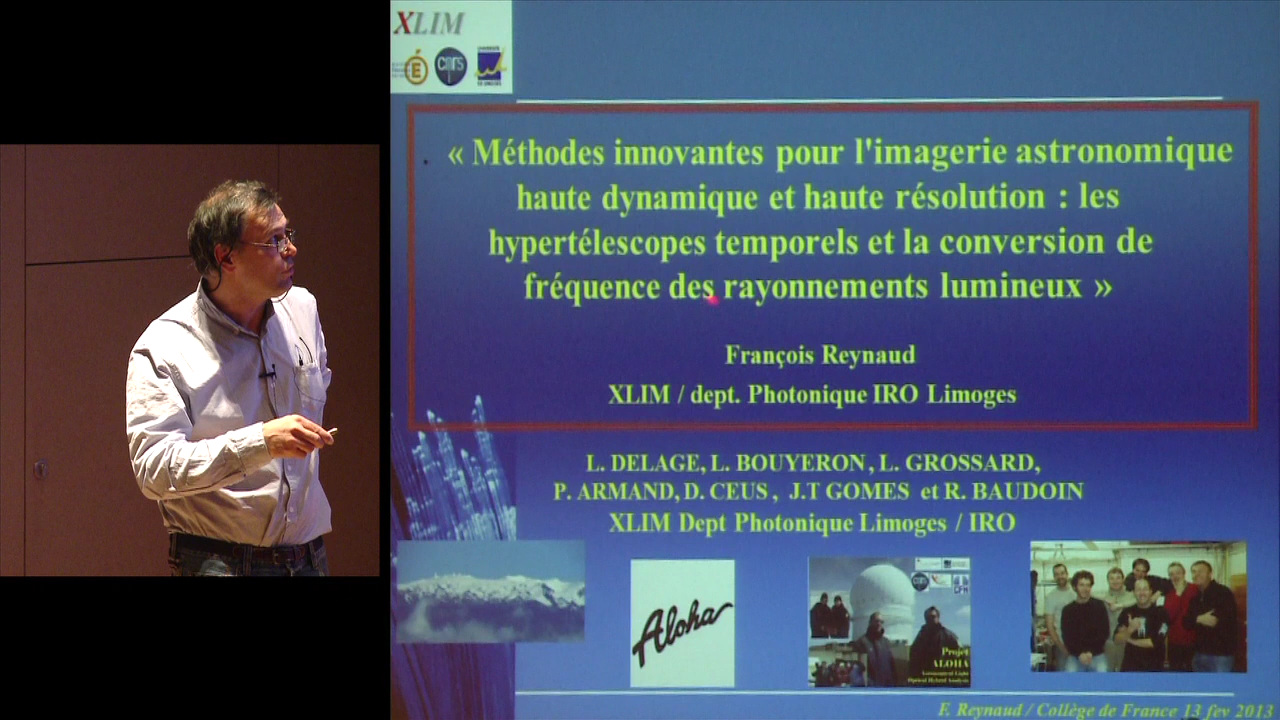 XLIM
cnrs
« Méthodes innovantes pour l'imagerie astronomique
haute dynamique et haute résolution : les
hypertélescopes temporels et la conversion de
fréquence des rayonnements lumineux »
François Reynaud
XLIM / dept. Photonique IRO Limoges
L. DELAGE, L. BOUYERON, L. GROSSARD,
P. ARMAND, D. CEUS, J.T GOMES et R. BAUDOIN
XLIM Dept Photonique Limoges / IRO
Aloha
Projet
ALOHA
F. Reynaud / Collège de France 13 fev 2013